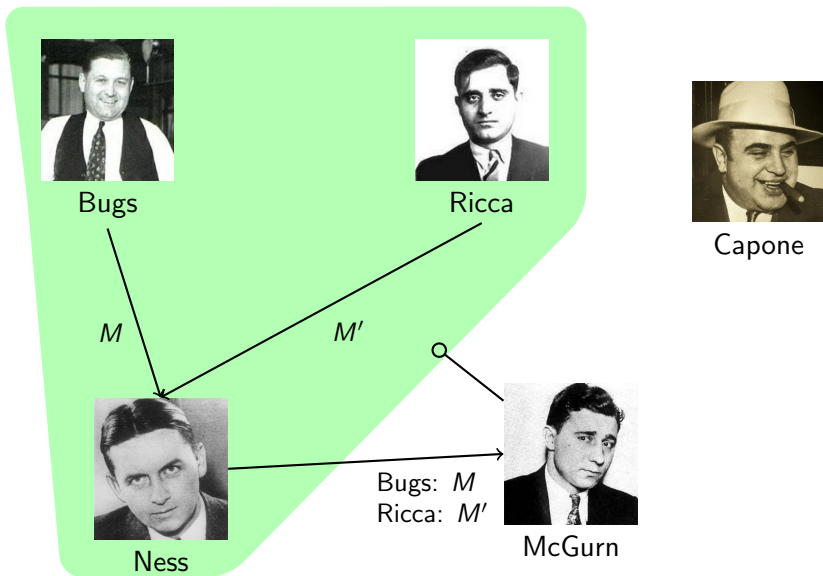 Bugs
Ricca
Capone
M
M′
Bugs: M
Ricca: M′
McGurn
Ness